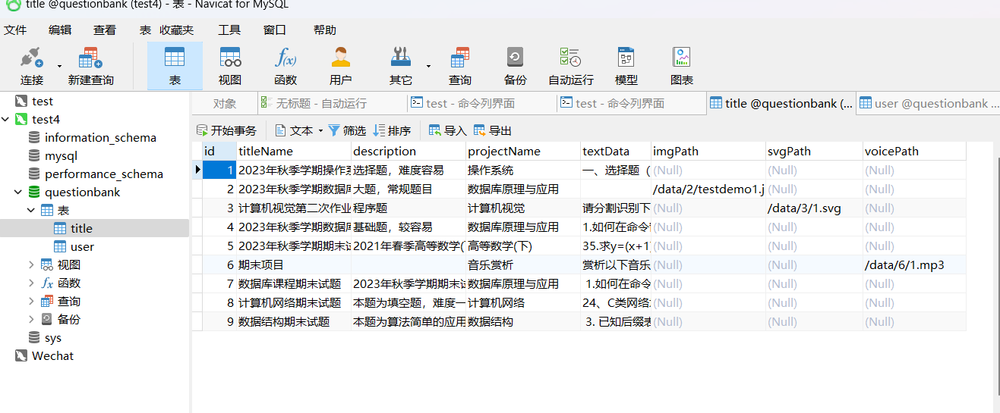 title @questionbank (test4) - 表 - Navicat for MySQL
文件 编辑 查看 表 收藏夹 工具 窗口 帮助
连接 新建查询 表 视图 函数 用户 其它 查询 备份 自动运行 模型 图表
test
test4
information_schema
mysql
performance_schema
questionbank
表
title
user
视图
函数
查询
备份
sys
Wechat
对象 无标题 - 自动运行 test - 命令列界面 test - 命令列界面 title @questionbank (... user @questionbank ...
开始事务 文本 筛选 排序 导入 导出
id titleName description projectName textData imgPath svgPath voicePath
1 2023年秋季学期操作 选择题，难度容易 操作系统 一、选择题（ (Null) (Null) (Null)
2 2023年秋季学期数据 大题，常规题目 数据库原理与应用 /data/2/testdemo1.j (Null) (Null)
3 计算机视觉第二次作业 程序题 计算机视觉 请分割识别下 (Null) /data/3/1.svg (Null)
4 2023年秋季学期数据 基础题，较容易 数据库原理与应用 1.如何在命令 (Null) (Null) (Null)
5 2023年秋季学期期末 2021年春季高等数学( 高等数学(下) 35.求y=(x+1) (Null) (Null) (Null)
6 期末项目 音乐赏析 赏析以下音乐 (Null) (Null) /data/6/1.mp3
7 数据库课程期末试题 2023年秋季学期期末 数据库原理与应用 1.如何在命令 (Null) (Null) (Null)
8 计算机网络期末试题 本题为填空题，难度一 计算机网络 24、C类网络 (Null) (Null) (Null)
9 数据结构期末试题 本题为算法简单的应用 数据结构 3. 已知后缀表 (Null) (Null) (Null)